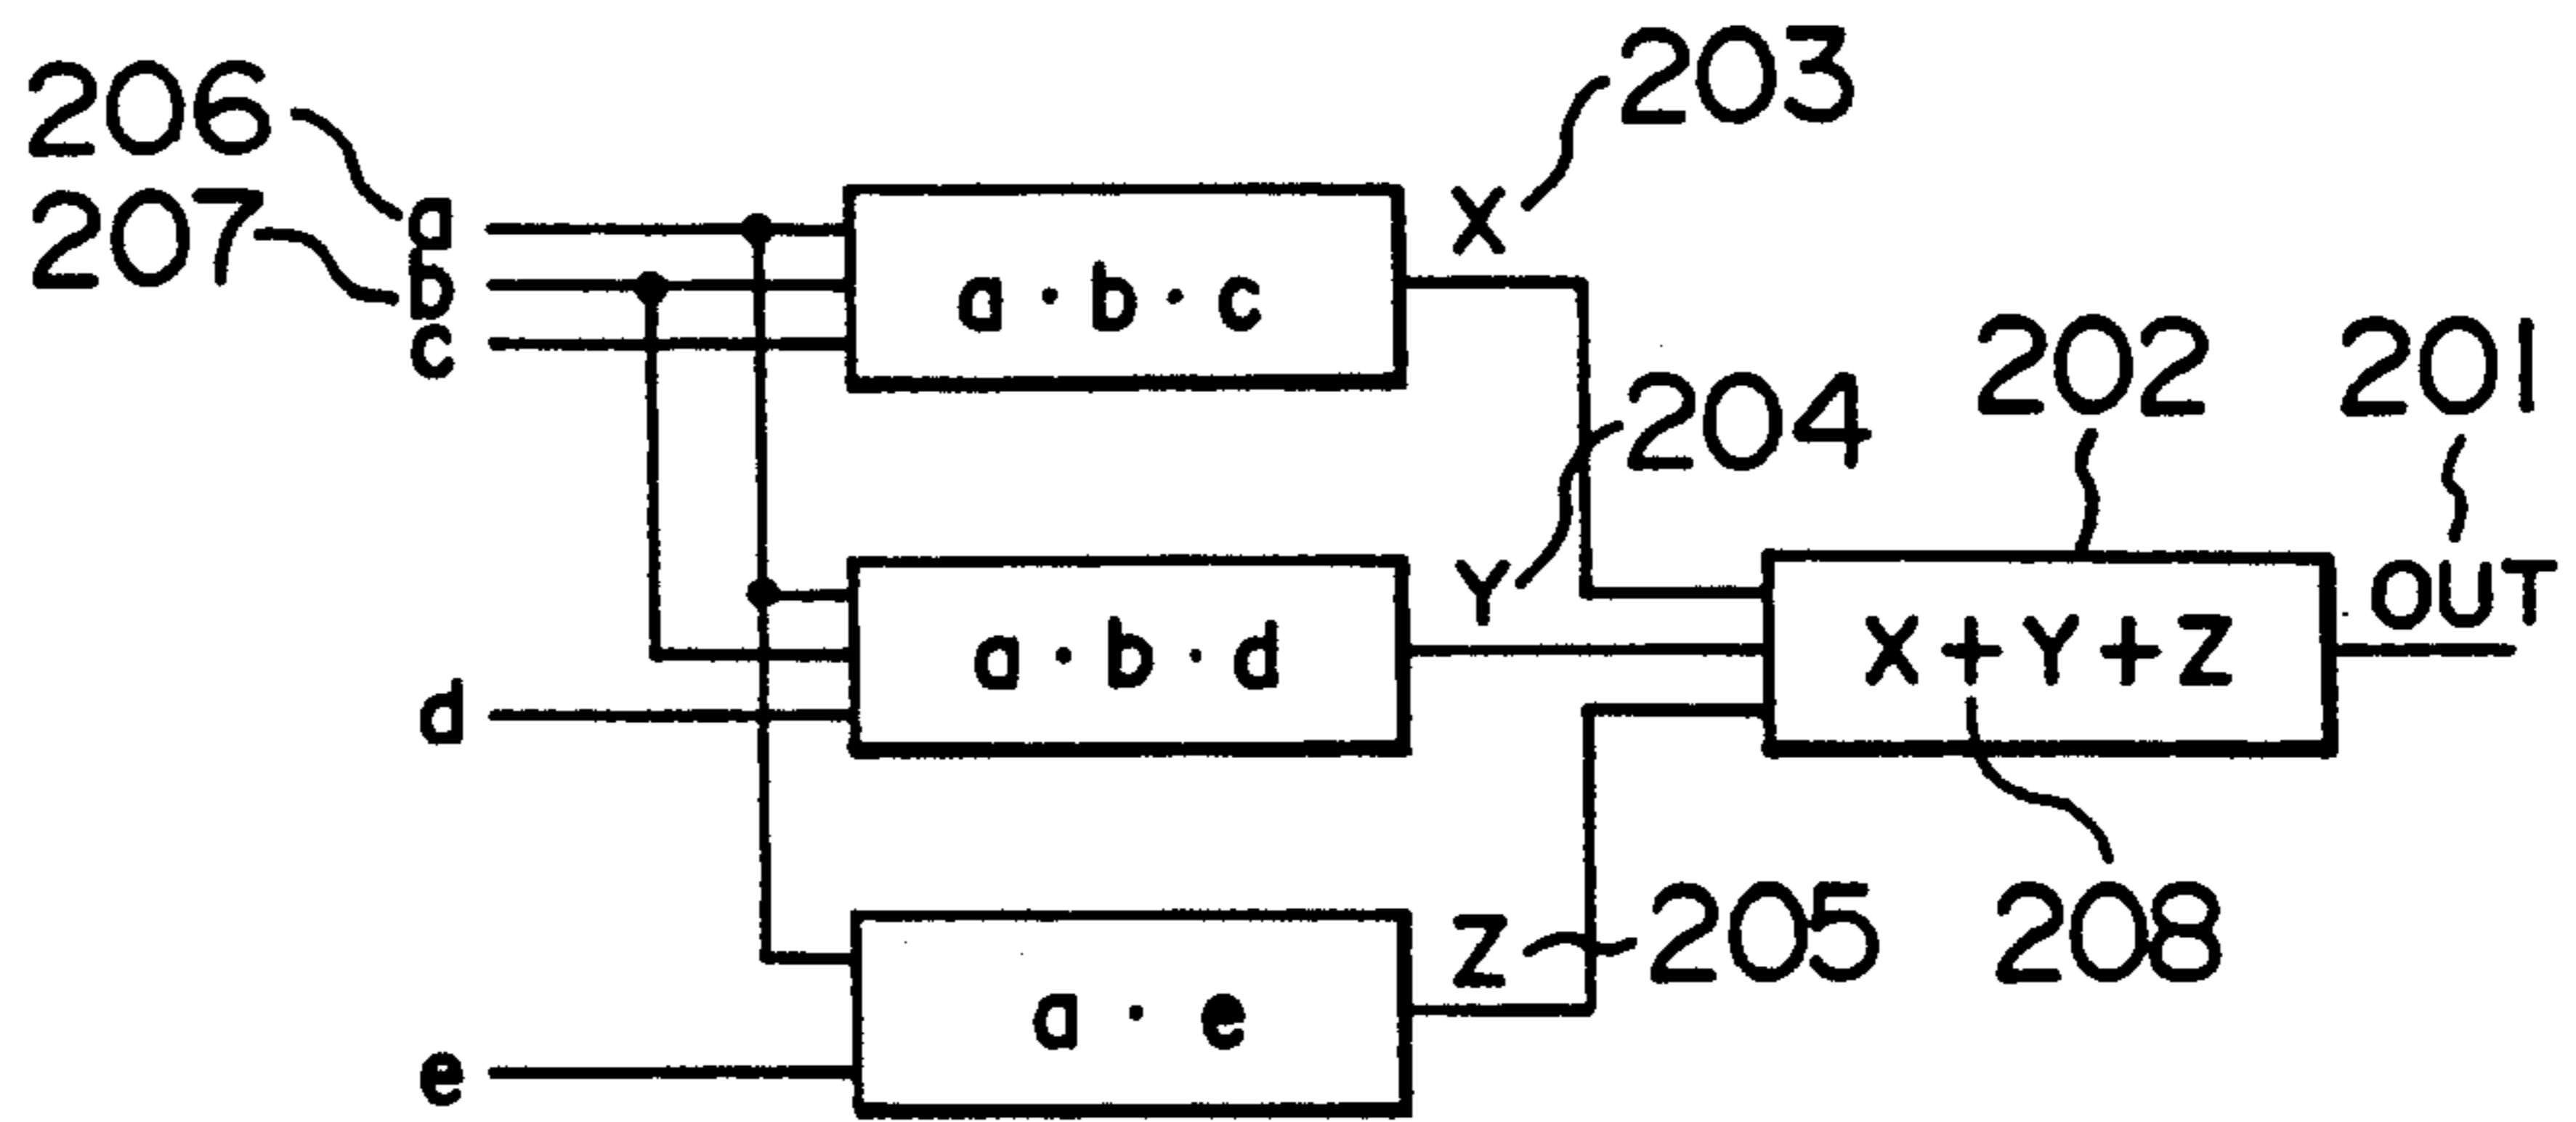 203
206
a
X
207
b
a · b · c
c
204
202
201
Y
OUT
a · b · d
X + Y + Z
d
Z
205
208
a · e
e